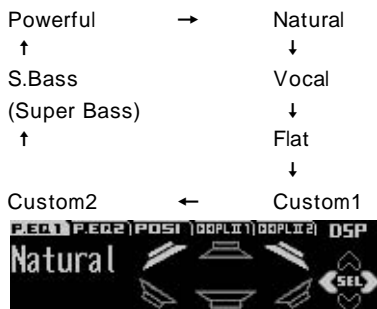 Powerful → Natural
↑ ↓
S.Bass Vocal
(Super Bass) ↓
↑ Flat
↓
Custom2 ← Custom1
P.EQ1 P.EQ2 POSI DDPLII1 DDPLII2 DSP
Natural
SEL